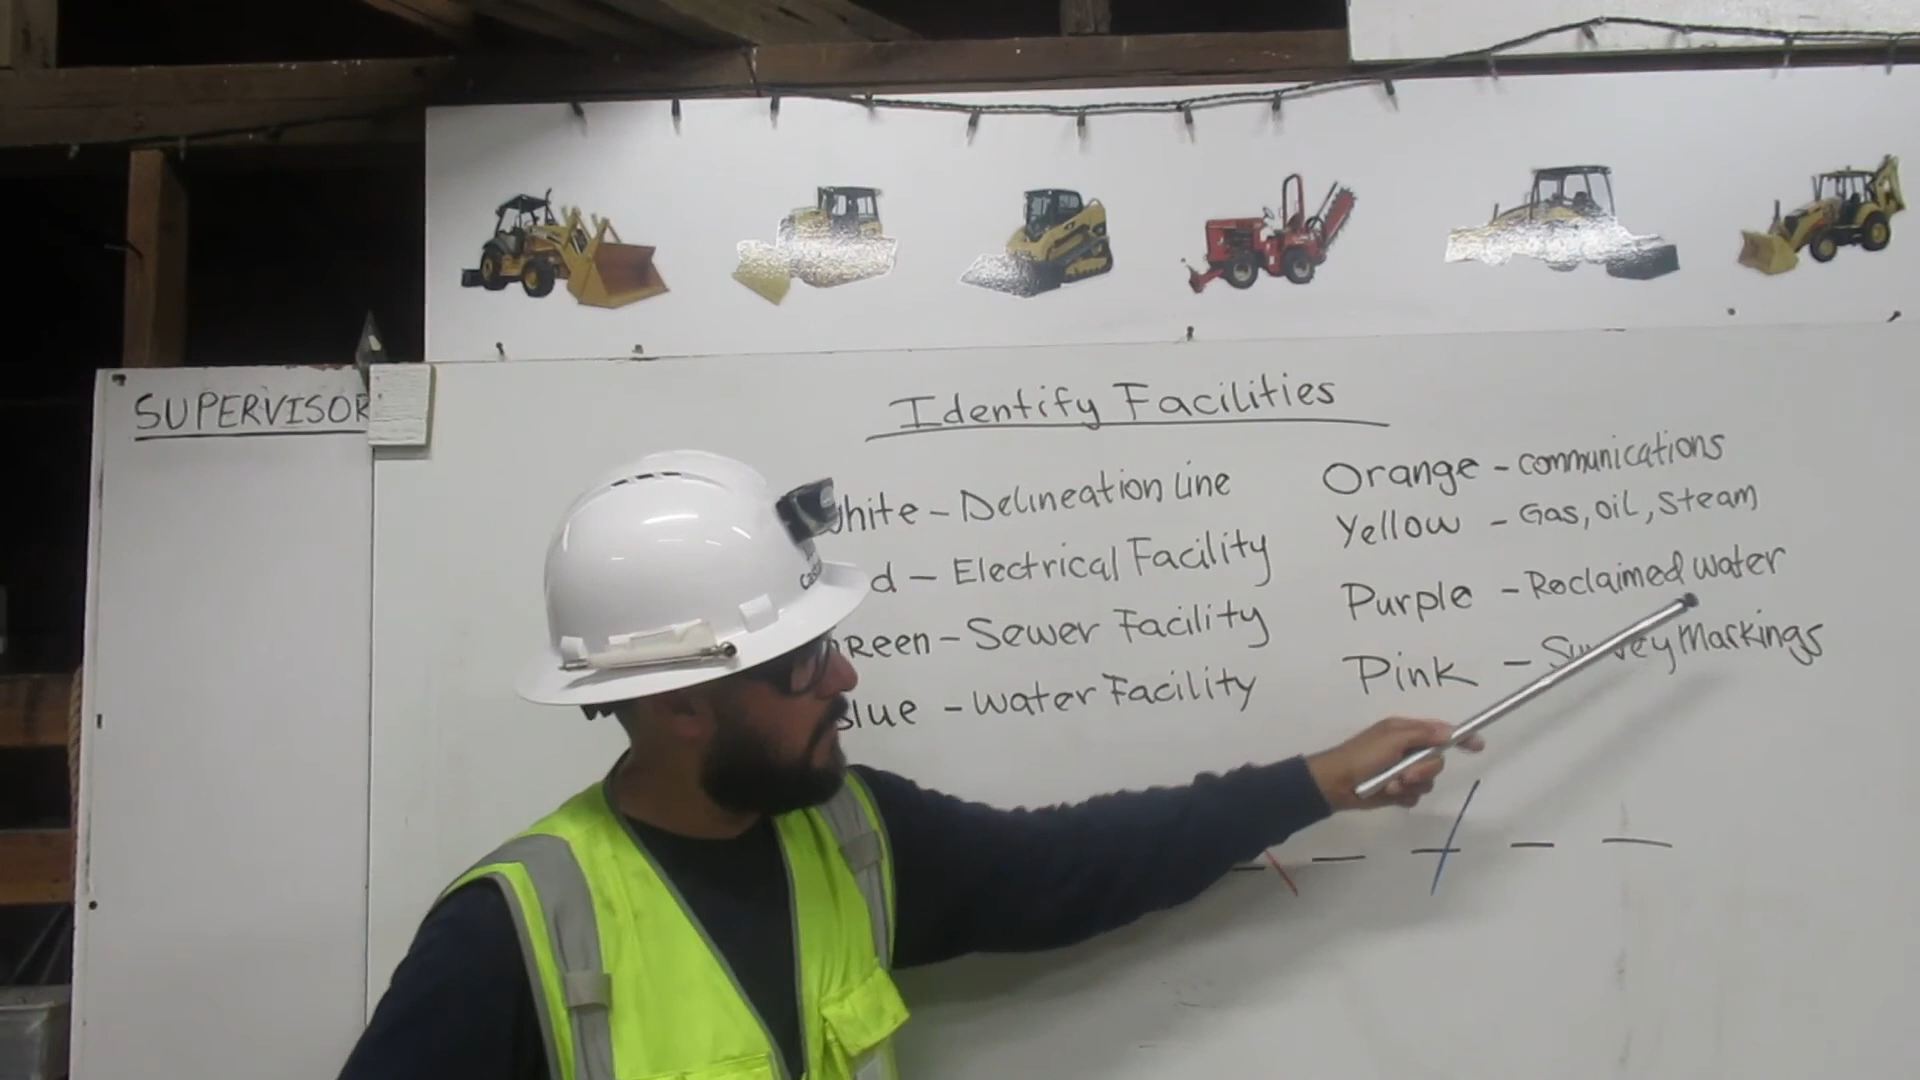 SUPERVISOR
Identify Facilities
White - Delineation Line
d - Electrical Facility
Green - Sewer Facility
Blue - Water Facility
Orange - Communications
Yellow - Gas, oil, Steam
Purple - Reclaimed water
Pink - Survey Markings